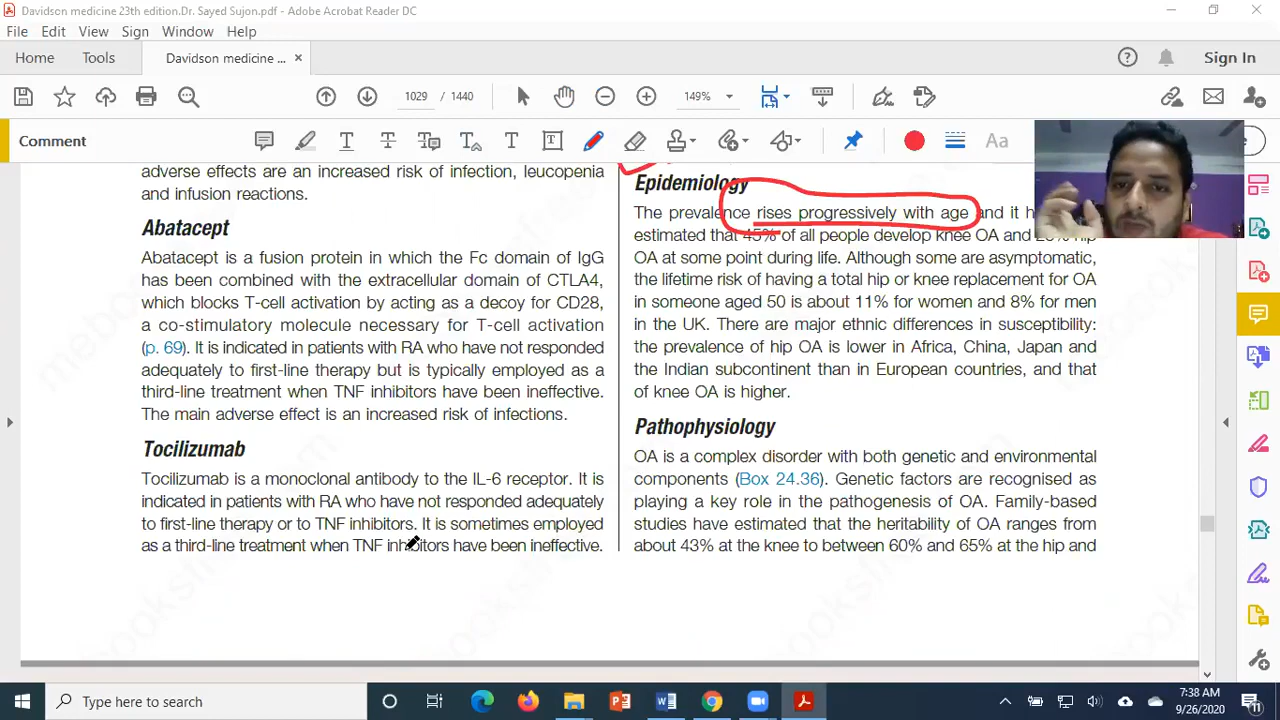 Davidson medicine 23th edition.Dr. Sayed Sujon.pdf - Adobe Acrobat Reader DC
File Edit View Sign Window Help
Home Tools Davidson medicine ... × Sign In
1029 / 1440 149%
Comment
adverse effects are an increased risk of infection, leucopenia
and infusion reactions.
Abatacept
Abatacept is a fusion protein in which the Fc domain of IgG
has been combined with the extracellular domain of CTLA4,
which blocks T-cell activation by acting as a decoy for CD28,
a co-stimulatory molecule necessary for T-cell activation
(p. 69). It is indicated in patients with RA who have not responded
adequately to first-line therapy but is typically employed as a
third-line treatment when TNF inhibitors have been ineffective.
The main adverse effect is an increased risk of infections.
Tocilizumab
Tocilizumab is a monoclonal antibody to the IL-6 receptor. It is
indicated in patients with RA who have not responded adequately
to first-line therapy or to TNF inhibitors. It is sometimes employed
as a third-line treatment when TNF inhibitors have been ineffective.
Epidemiology
The prevalence rises progressively with age and it
estimated that 45% of all people develop knee OA and
OA at some point during life. Although some are asymptomatic,
the lifetime risk of having a total hip or knee replacement for OA
in someone aged 50 is about 11% for women and 8% for men
in the UK. There are major ethnic differences in susceptibility:
the prevalence of hip OA is lower in Africa, China, Japan and
the Indian subcontinent than in European countries, and that
of knee OA is higher.
Pathophysiology
OA is a complex disorder with both genetic and environmental
components (Box 24.36). Genetic factors are recognised as
playing a key role in the pathogenesis of OA. Family-based
studies have estimated that the heritability of OA ranges from
about 43% at the knee to between 60% and 65% at the hip and
Type here to search
7:38 AM
9/26/2020
11